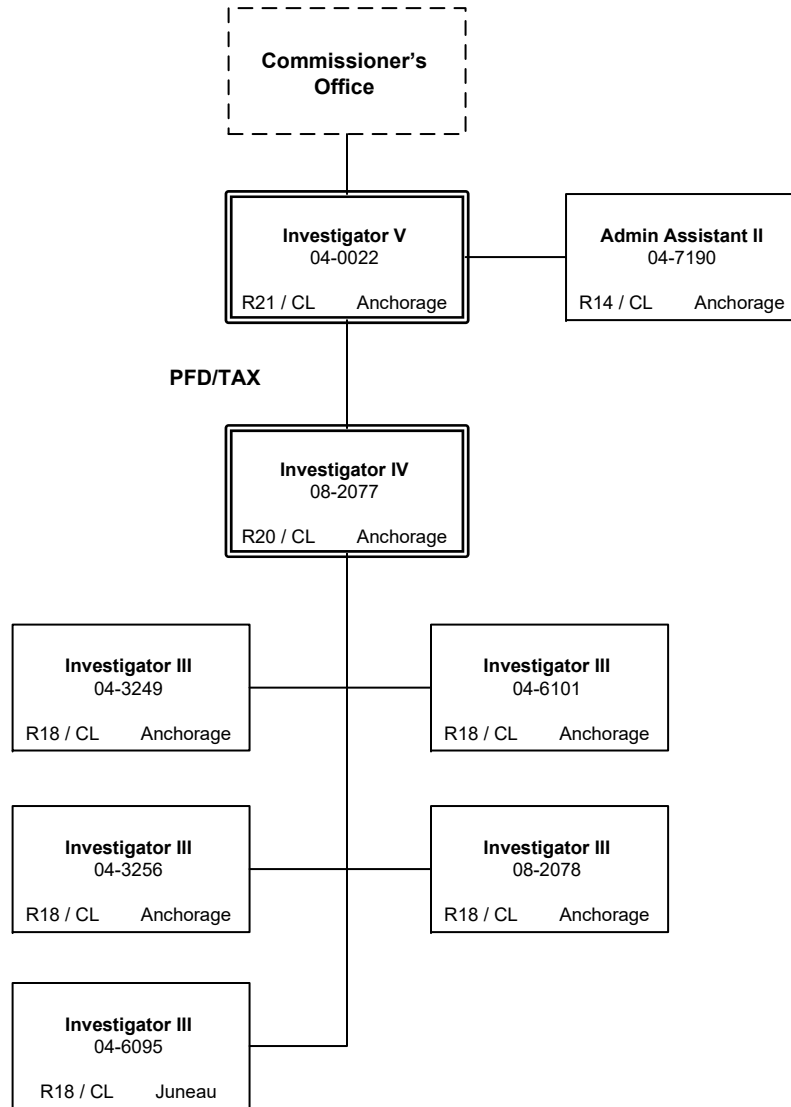 Commissioner’s
Office
Investigator V
04-0022
R21 / CL Anchorage
Admin Assistant II
04-7190
R14 / CL Anchorage
PFD/TAX
Investigator IV
08-2077
R20 / CL Anchorage
Investigator III
04-3249
R18 / CL Anchorage
Investigator III
04-6101
R18 / CL Anchorage
Investigator III
04-3256
R18 / CL Anchorage
Investigator III
08-2078
R18 / CL Anchorage
Investigator III
04-6095
R18 / CL Juneau